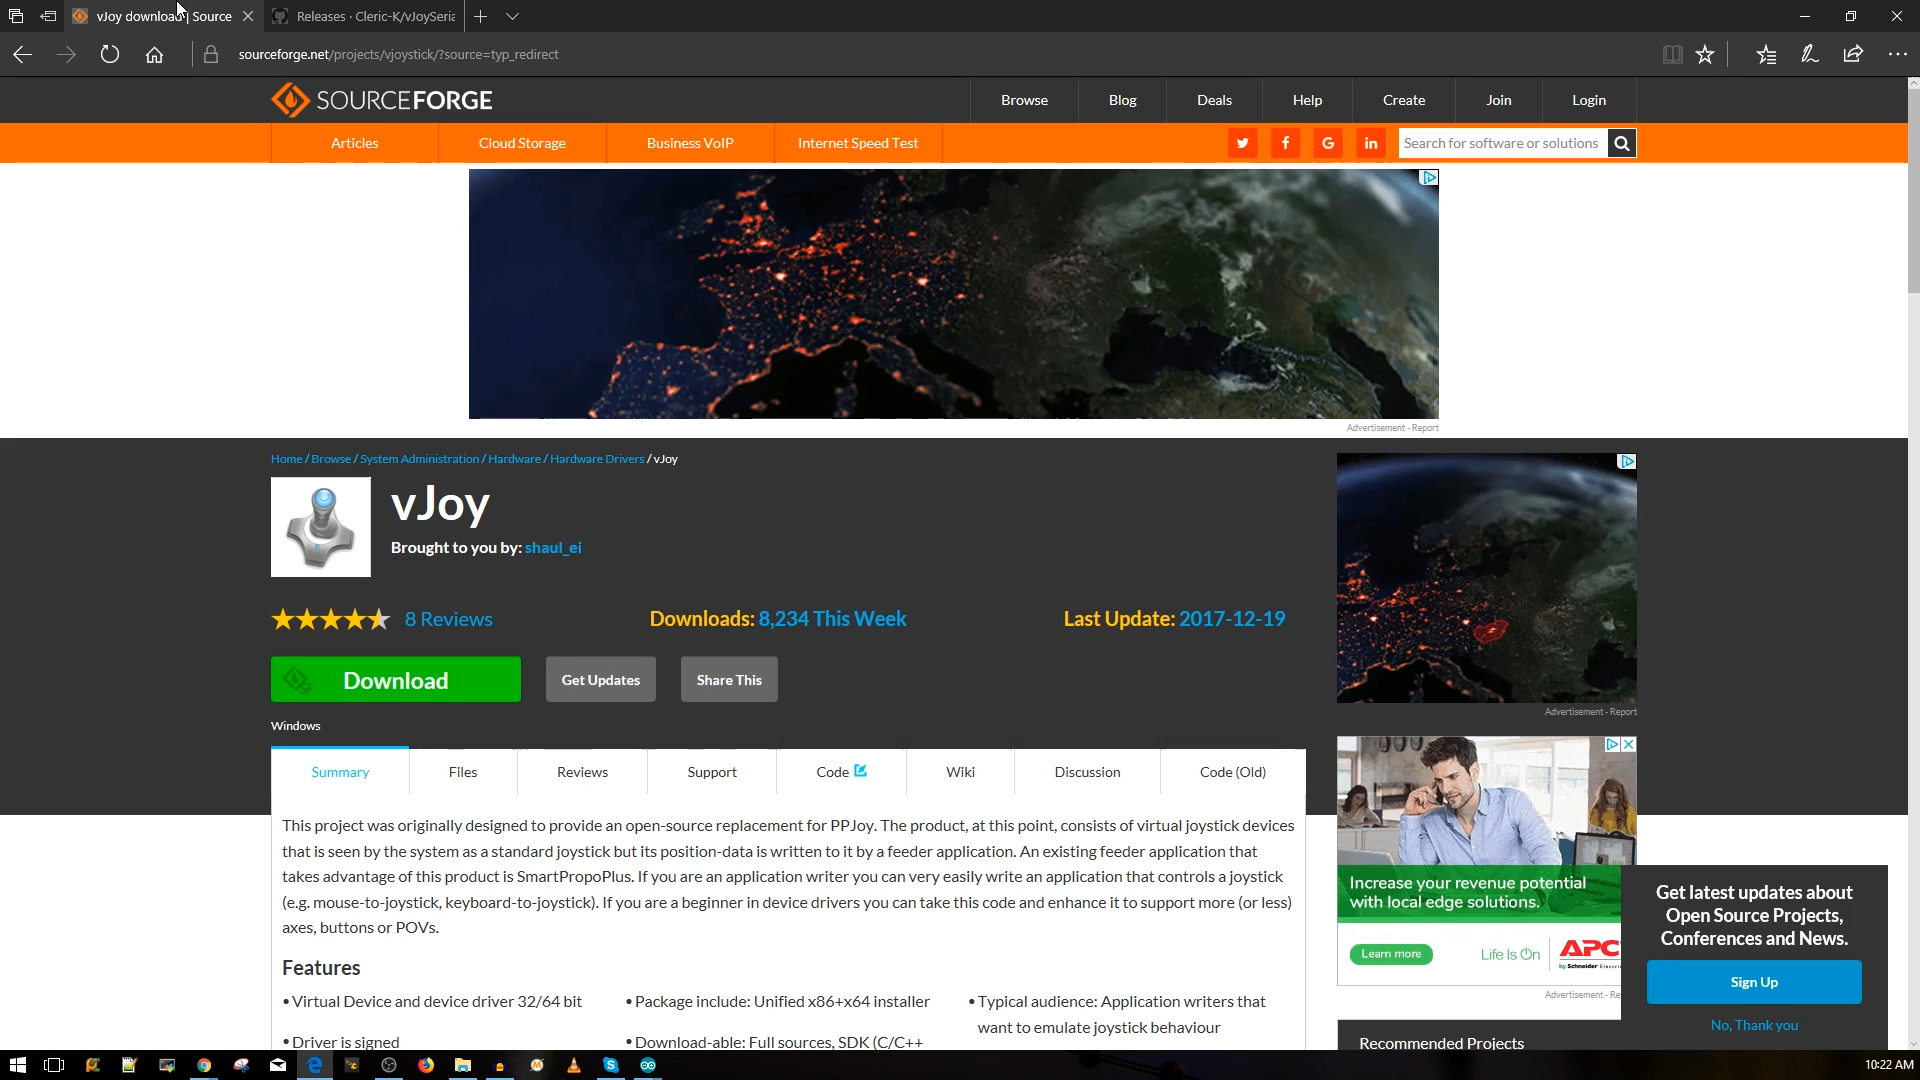 vJoy download | Source
Releases · Cleric-K/vJoySeria
sourceforge.net/projects/vjoystick/?source=typ_redirect
SOURCEFORGE
Browse
Blog
Deals
Help
Create
Join
Login
Articles
Cloud Storage
Business VoIP
Internet Speed Test
Search for software or solutions
Advertisement - Report
Home / Browse / System Administration / Hardware / Hardware Drivers / vJoy
vJoy
Brought to you by: shaul_ei
8 Reviews
Downloads: 8,234 This Week
Last Update: 2017-12-19
SF
Download
Get Updates
Share This
Windows
Advertisement - Report
Summary
Files
Reviews
Support
Code
Wiki
Discussion
Code (Old)
This project was originally designed to provide an open-source replacement for PPJoy. The product, at this point, consists of virtual joystick devices
that is seen by the system as a standard joystick but its position-data is written to it by a feeder application. An existing feeder application that
takes advantage of this product is SmartPropoPlus. If you are an application writer you can very easily write an application that controls a joystick
(e.g. mouse-to-joystick, keyboard-to-joystick). If you are a beginner in device drivers you can take this code and enhance it to support more (or less)
axes, buttons or POVs.
Features
• Virtual Device and device driver 32/64 bit
• Driver is signed
• Package include: Unified x86+x64 installer
• Download-able: Full sources, SDK (C/C++
• Typical audience: Application writers that
want to emulate joystick behaviour
Increase your revenue potential
with local edge solutions.
Learn more
Life Is On
APC
by Schneider Electric
Advertisement - Re
Recommended Projects
Get latest updates about
Open Source Projects,
Conferences and News.
Sign Up
No, Thank you
10:22 AM